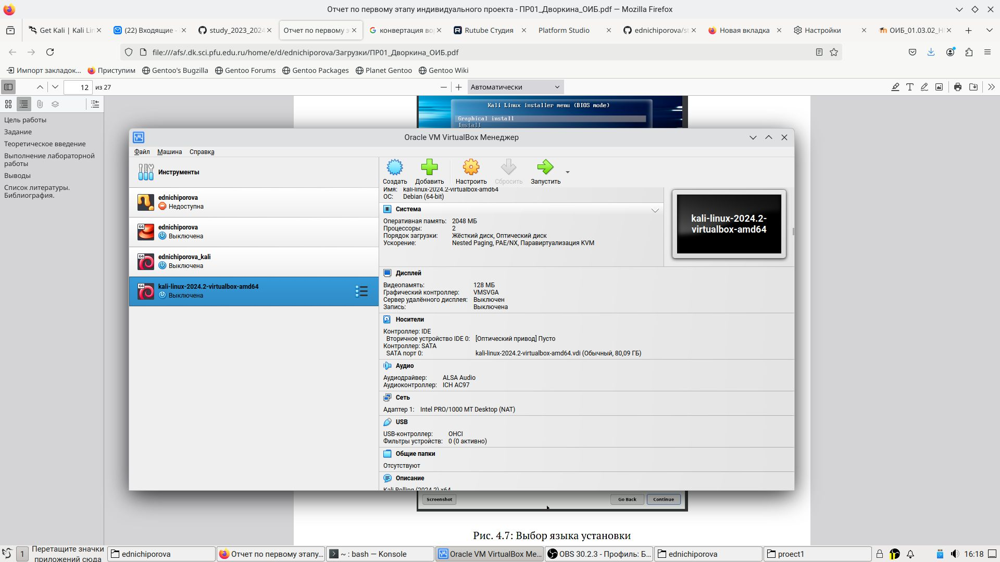 Отчет по первому этапу индивидуального проекта - ПР01_Дворкина_ОИБ.pdf — Mozilla Firefox
Get Kali | Kali Lin
(22) Входящие -
study_2023_2024
Отчет по первому э
конвертация вор
Rutube Студия
Platform Studio
ednichiporova/st
Новая вкладка
Настройки
ОИБ_01.03.02_Н
file:///afs/.dk.sci.pfu.edu.ru/home/e/d/ednichiporova/Загрузки/ПР01_Дворкина_ОИБ.pdf
Импорт закладок...
Приступим
Gentoo's Bugzilla
Gentoo Forums
Gentoo Packages
Planet Gentoo
Gentoo Wiki
12 из 27
Автоматически
Цель работы
Задание
Теоретическое введение
Выполнение лабораторной
работы
Выводы
Список литературы.
Библиография.
Kali Linux installer menu (BIOS mode)
Graphical install
Install
Oracle VM VirtualBox Менеджер
Файл Машина Справка
Инструменты
ednichiporova
Недоступна
64
ednichiporova
Выключена
64
ednichiporova_kali
Выключена
64
kali-linux-2024.2-virtualbox-amd64
Выключена
Создать
Добавить
Настроить
Сбросить
Запустить
Имя: kali-linux-2024.2-virtualbox-amd64
ОС: Debian (64-bit)
Система
Оперативная память: 2048 МБ
Процессоры: 2
Порядок загрузки: Жёсткий диск, Оптический диск
Ускорение: Nested Paging, PAE/NX, Паравиртуализация KVM
kali-linux-2024.2-
virtualbox-amd64
Дисплей
Видеопамять: 128 МБ
Графический контроллер: VMSVGA
Сервер удалённого дисплея: Выключен
Запись: Выключена
Носители
Контроллер: IDE
Вторичное устройство IDE 0: [Оптический привод] Пусто
Контроллер: SATA
SATA порт 0: kali-linux-2024.2-virtualbox-amd64.vdi (Обычный, 80,09 ГБ)
Аудио
Аудиодрайвер: ALSA Audio
Аудиоконтроллер: ICH AC97
Сеть
Адаптер 1: Intel PRO/1000 MT Desktop (NAT)
USB
USB-контроллер: OHCI
Фильтры устройств: 0 (0 активно)
Общие папки
Отсутствуют
Описание
Kali Rolling (2024.2) x64
Screenshot
Go Back
Continue
Рис. 4.7: Выбор языка установки
1
Перетащите значки
приложений сюда
ednichiporova
Отчет по первому этапу...
~ : bash — Konsole
Oracle VM VirtualBox Ме...
OBS 30.2.3 - Профиль: Б...
ednichiporova
proect1
16:18